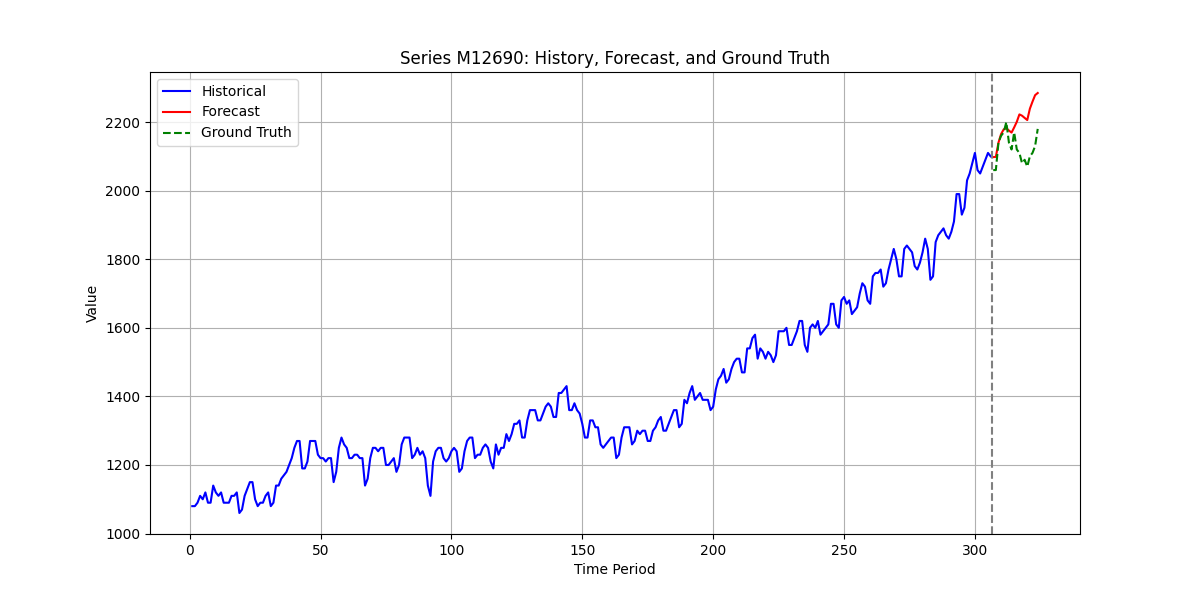 Series M12690: History, Forecast, and Ground Truth
Historical
Forecast
Ground Truth
Value
2200
2000
1800
1600
1400
1200
1000
0 50 100 150 200 250 300
Time Period